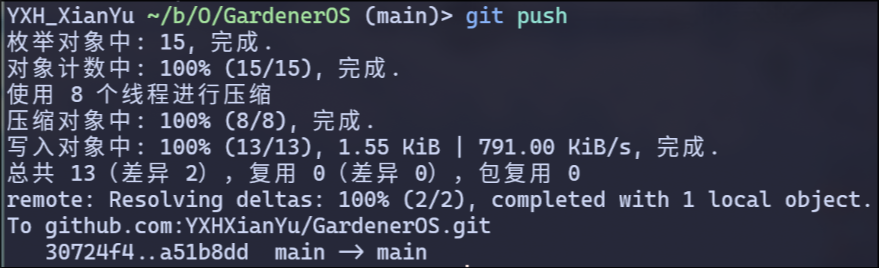 YXH_XianYu ~/b/O/GardenerOS (main)> git push
枚举对象中: 15, 完成.
对象计数中: 100% (15/15), 完成.
使用 8 个线程进行压缩
压缩对象中: 100% (8/8), 完成.
写入对象中: 100% (13/13), 1.55 KiB | 791.00 KiB/s, 完成.
总共 13（差异 2），复用 0（差异 0），包复用 0
remote: Resolving deltas: 100% (2/2), completed with 1 local object.
To github.com:YXHXianYu/GardenerOS.git
   30724f4..a51b8dd  main -> main